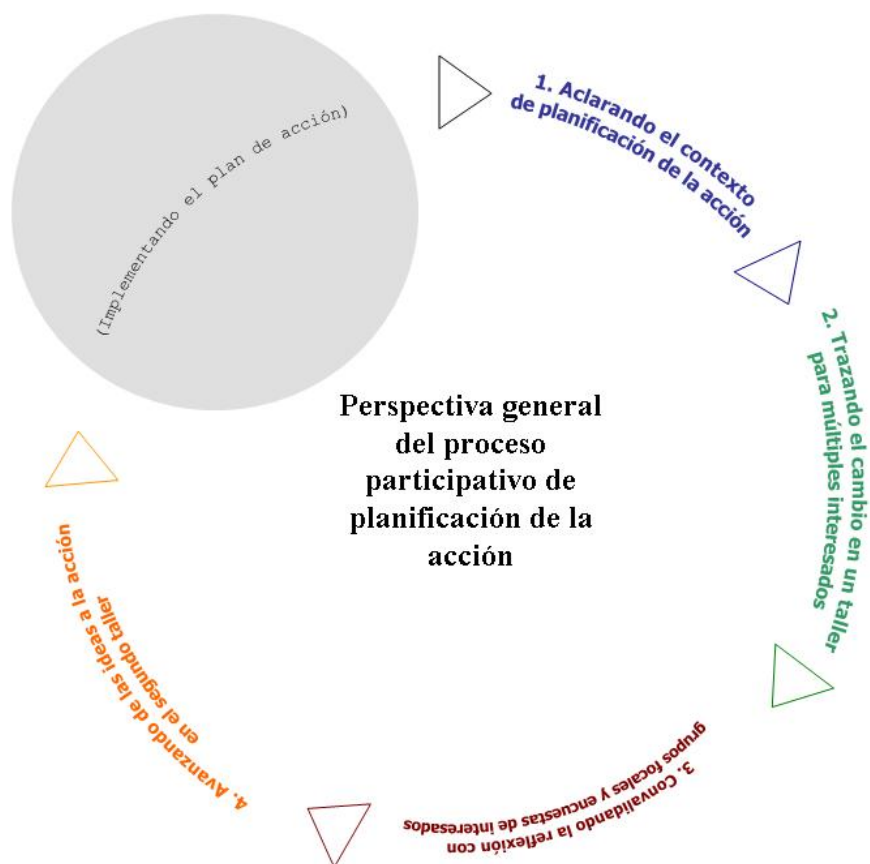 (Implementando el plan de acción)
1. Aclarando el contexto
de planificación de la acción
2. Trazando el cambio en un taller
para múltiples interesados
3. Convalidando la reflexión con
grupos focales y encuestas de interesados
4. Avanzando de las ideas a la acción
en el segundo taller
Perspectiva general
del proceso
participativo de
planificación de la
acción